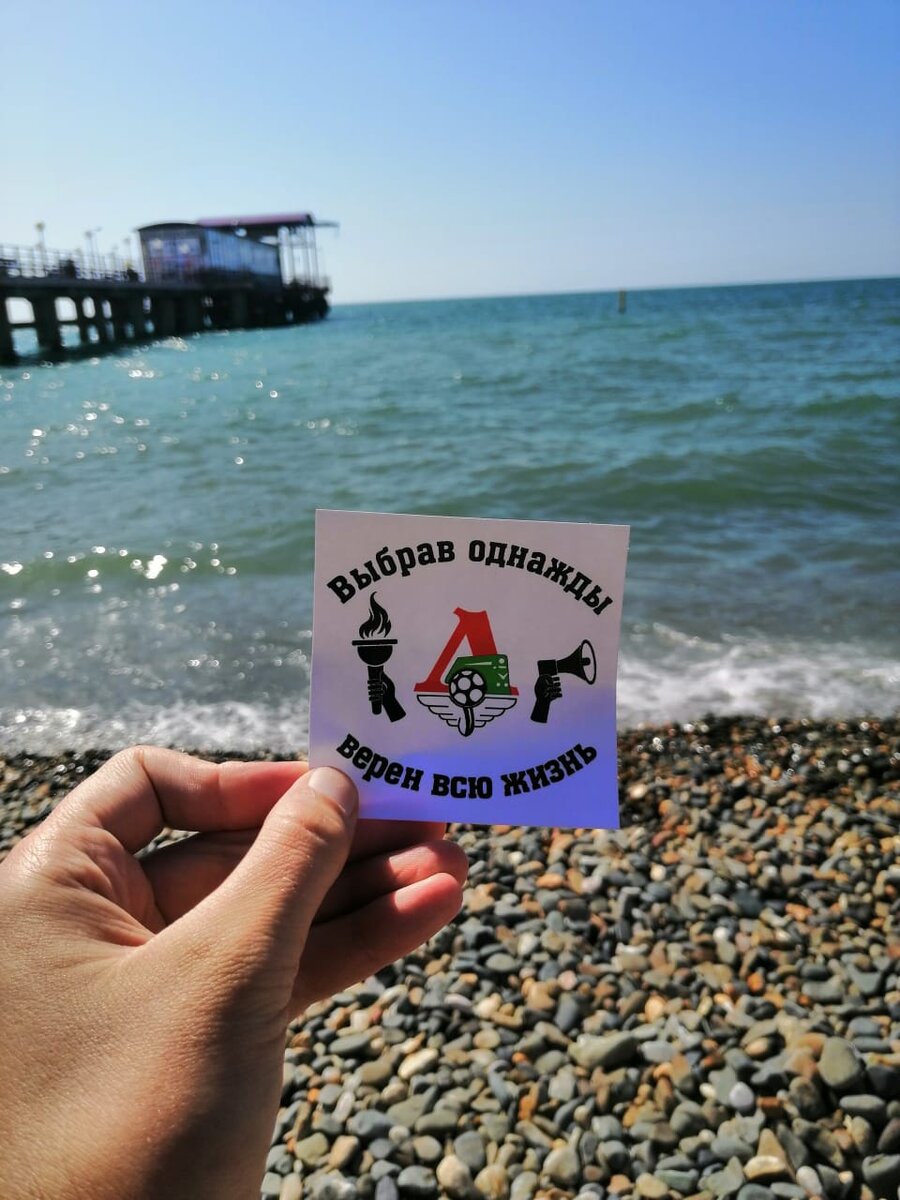 Выбрав однажды
верен всю жизнь